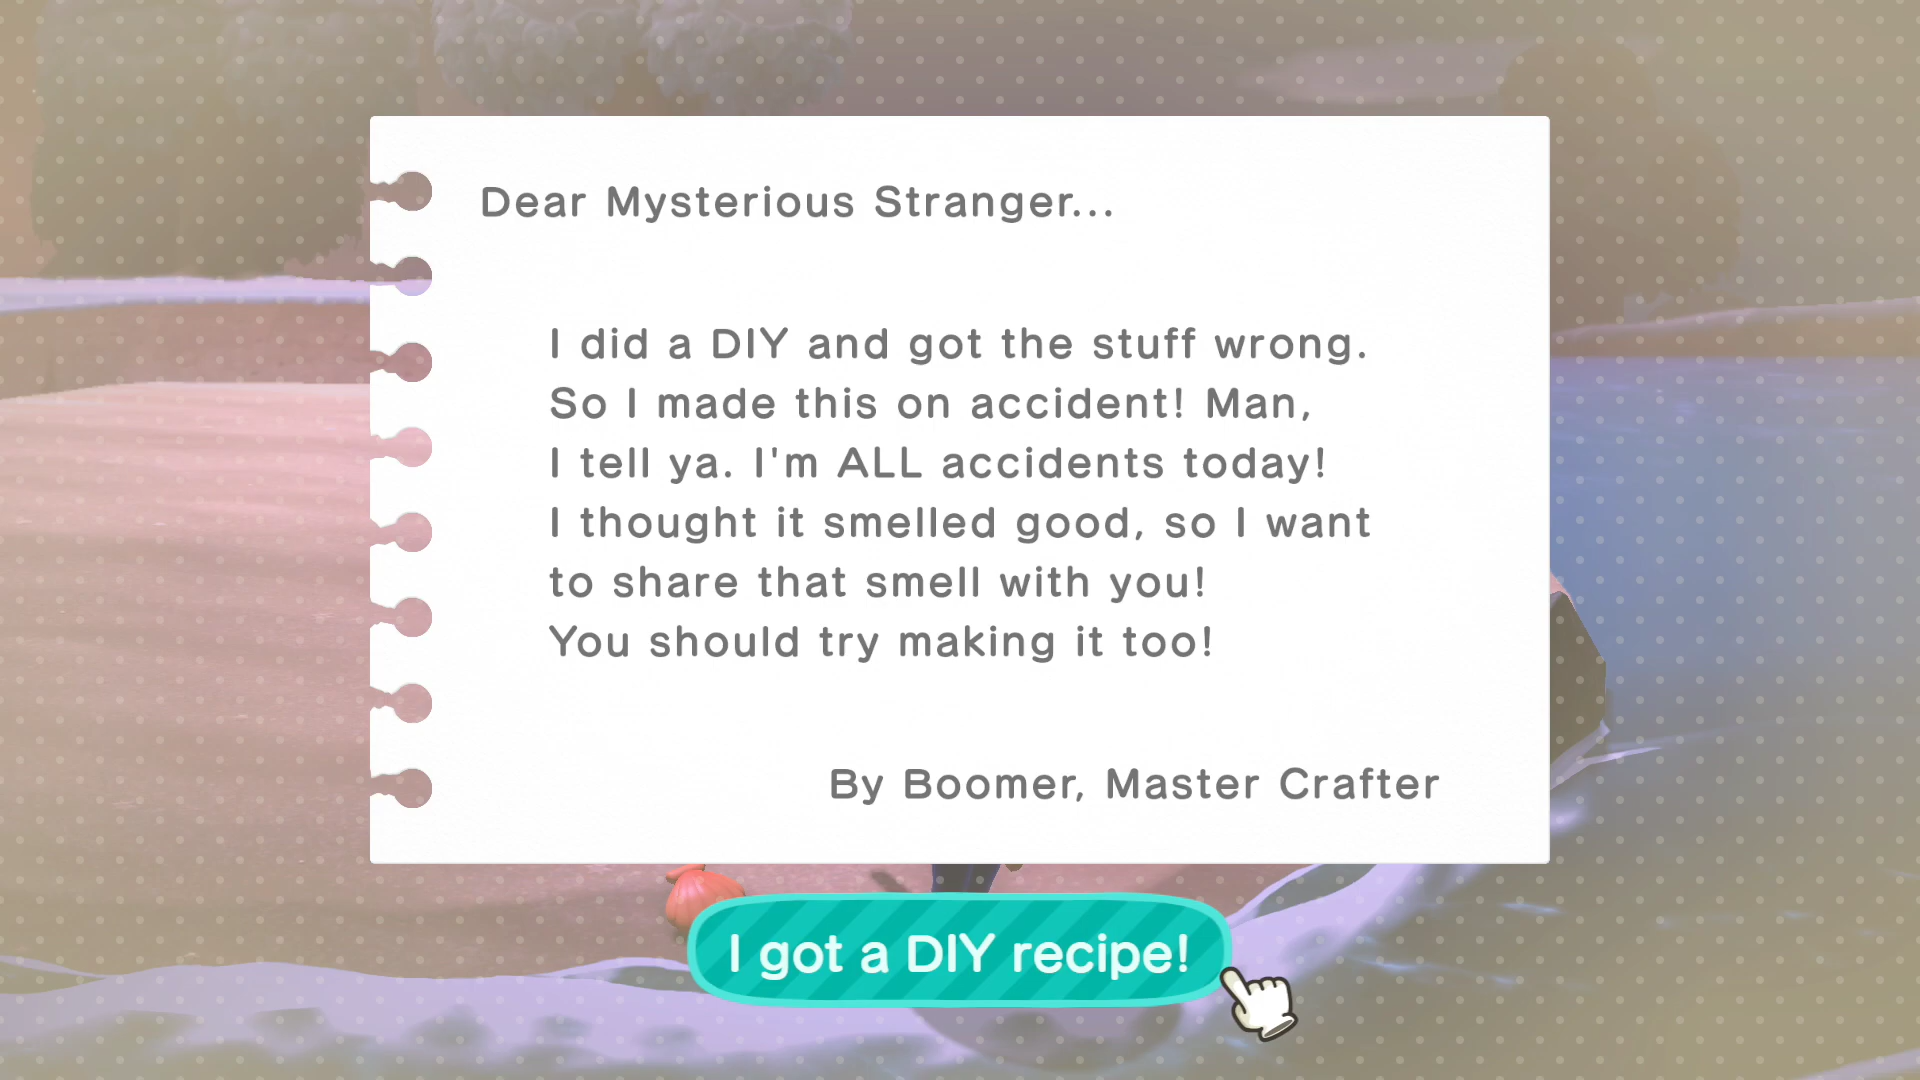 Dear Mysterious Stranger...
I did a DIY and got the stuff wrong.
So I made this on accident! Man,
I tell ya. I'm ALL accidents today!
I thought it smelled good, so I want
to share that smell with you!
You should try making it too!
By Boomer, Master Crafter
I got a DIY recipe!